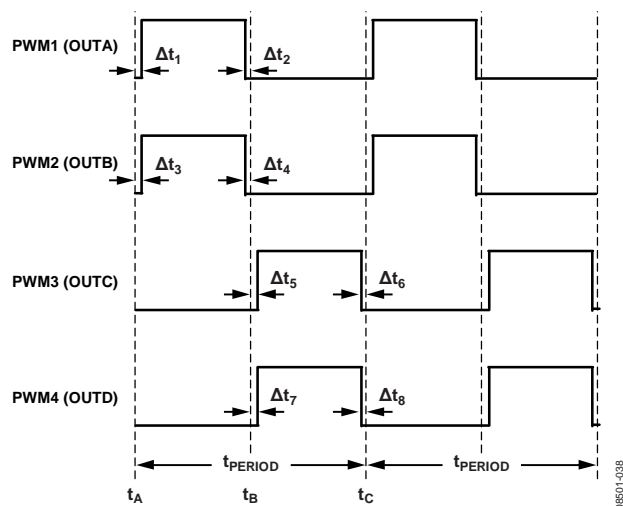 PWM1 (OUTA)
Δt1
Δt2
PWM2 (OUTB)
Δt3
Δt4
PWM3 (OUTC)
Δt5
Δt6
PWM4 (OUTD)
Δt7
Δt8
tPERIOD
tPERIOD
tA
tB
tC
08501-038